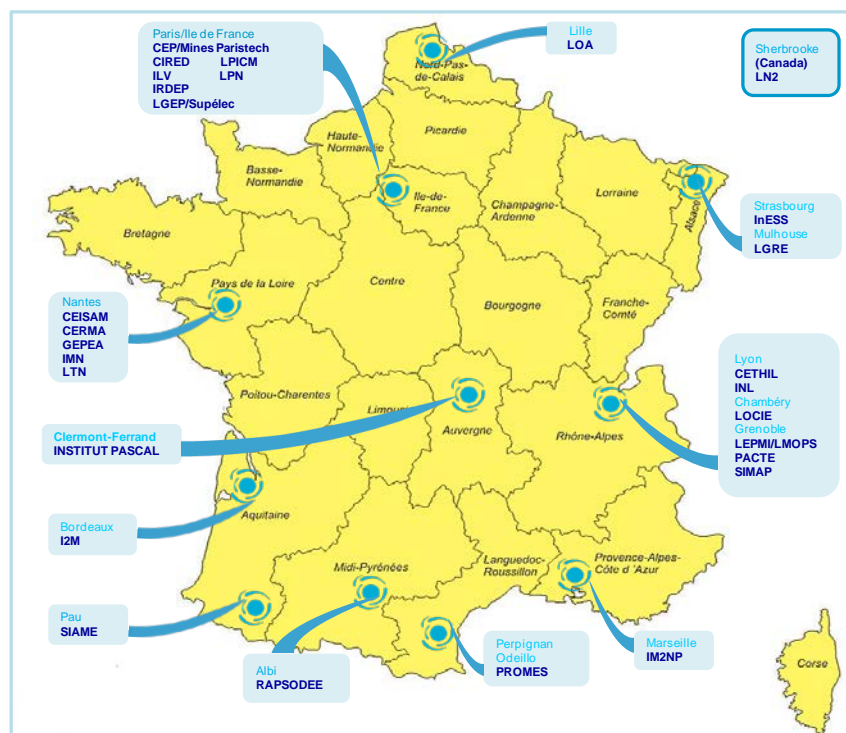 Paris/Ile de France
CEP/Mines Paristech
CIRED LPICM
ILV LPN
IRDEP
LGEP/Supélec
Lille
LOA
Sherbrooke
(Canada)
LN2
Nord-Pas-
de-Calais
Picardie
Haute-
Normandie
Basse-
Normandie
Ile-de-
France
Champagne-
Ardenne
Lorraine
Alsace
Strasbourg
InESS
Mulhouse
LGRE
Bretagne
Pays de la Loire
Centre
Bourgogne
Franche-
Comté
Nantes
CEISAM
CERMA
GEPEA
IMN
LTN
Poitou-Charentes
Limousin
Auvergne
Rhône-Alpes
Lyon
CETHIL
INL
Chambéry
LOCIE
Grenoble
LEPMI/LMOPS
PACTE
SIMAP
Clermont-Ferrand
INSTITUT PASCAL
Aquitaine
Bordeaux
I2M
Midi-Pyrénées
Languedoc-
Roussillon
Provence-Alpes-
Côte d 'Azur
Pau
SIAME
Albi
RAPSODEE
Perpignan
Odeillo
PROMES
Marseille
IM2NP
Corse